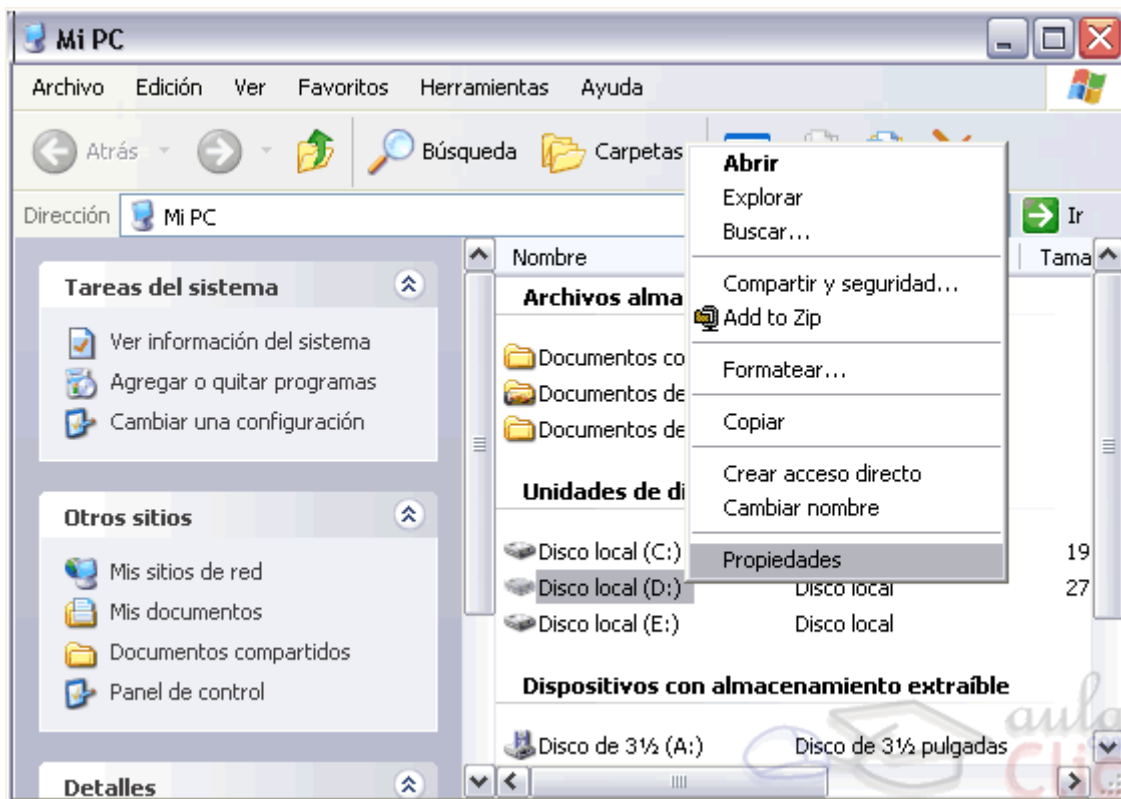 Mi PC
Archivo Edición Ver Favoritos Herramientas Ayuda
Atrás Búsqueda Carpetas
Dirección Mi PC Ir
Tareas del sistema
Ver información del sistema
Agregar o quitar programas
Cambiar una configuración
Otros sitios
Mis sitios de red
Mis documentos
Documentos compartidos
Panel de control
Detalles
Nombre Tama
Archivos alma
Documentos co
Documentos de
Documentos de
Unidades de di
Disco local (C:) 19
Disco local (D:) Disco local 27
Disco local (E:) Disco local
Dispositivos con almacenamiento extraíble
Disco de 3½ (A:) Disco de 3½ pulgadas
Abrir
Explorar
Buscar...
Compartir y seguridad...
Add to Zip
Formatear...
Copiar
Crear acceso directo
Cambiar nombre
Propiedades
aula
Clic